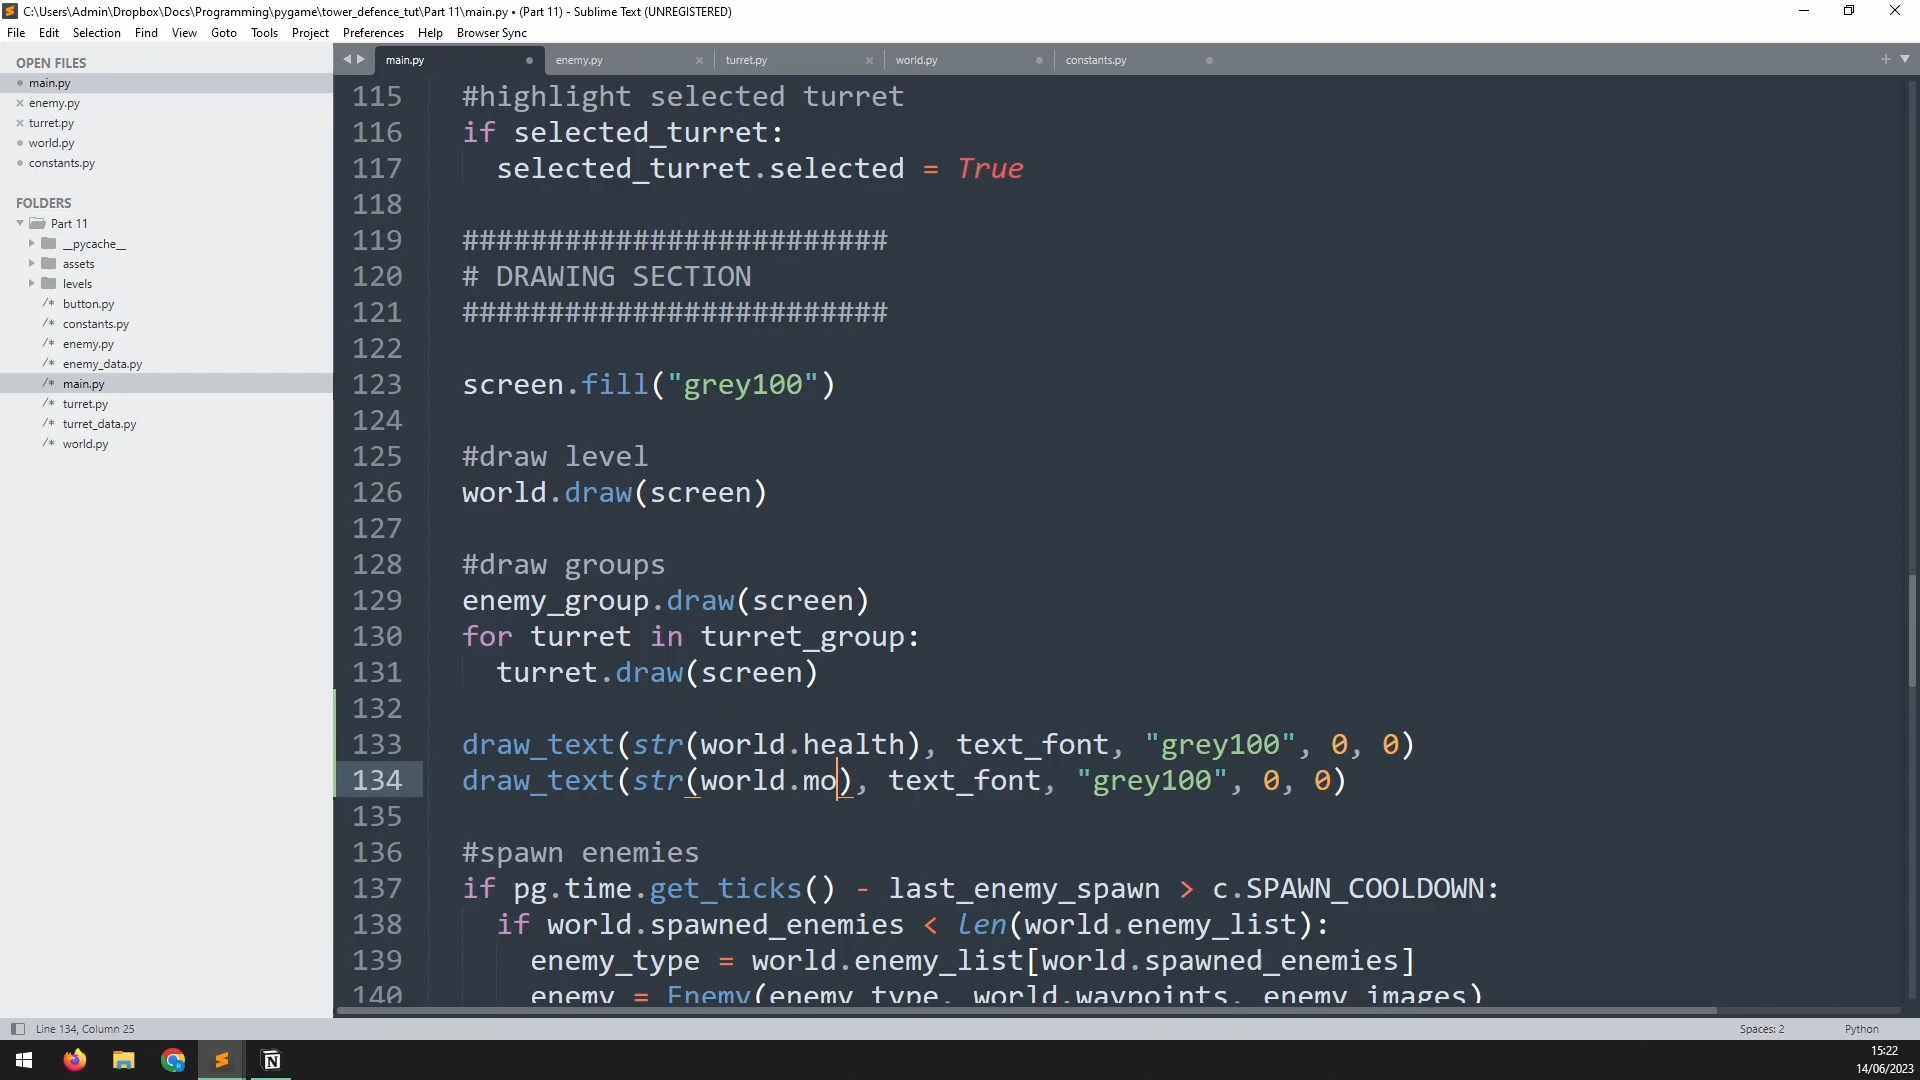 C:\Users\Admin\Dropbox\Docs\Programming\pygame\tower_defence_tut\Part 11\main.py • (Part 11) - Sublime Text (UNREGISTERED)
File Edit Selection Find View Goto Tools Project Preferences Help Browser Sync
OPEN FILES
main.py
enemy.py
turret.py
world.py
constants.py
FOLDERS
Part 11
__pycache__
assets
levels
button.py
constants.py
enemy.py
enemy_data.py
main.py
turret.py
turret_data.py
world.py
main.py enemy.py turret.py world.py constants.py
115 #highlight selected turret
116 if selected_turret:
117 selected_turret.selected = True
118
119 #########################
120 # DRAWING SECTION
121 #########################
122
123 screen.fill("grey100")
124
125 #draw level
126 world.draw(screen)
127
128 #draw groups
129 enemy_group.draw(screen)
130 for turret in turret_group:
131 turret.draw(screen)
132
133 draw_text(str(world.health), text_font, "grey100", 0, 0)
134 draw_text(str(world.mo), text_font, "grey100", 0, 0)
135
136 #spawn enemies
137 if pg.time.get_ticks() - last_enemy_spawn > c.SPAWN_COOLDOWN:
138 if world.spawned_enemies < len(world.enemy_list):
139 enemy_type = world.enemy_list[world.spawned_enemies]
140 enemy = Enemy(enemy_type, world.waypoints, enemy_images)
Line 134, Column 25
Spaces: 2
Python
15:22
14/06/2023